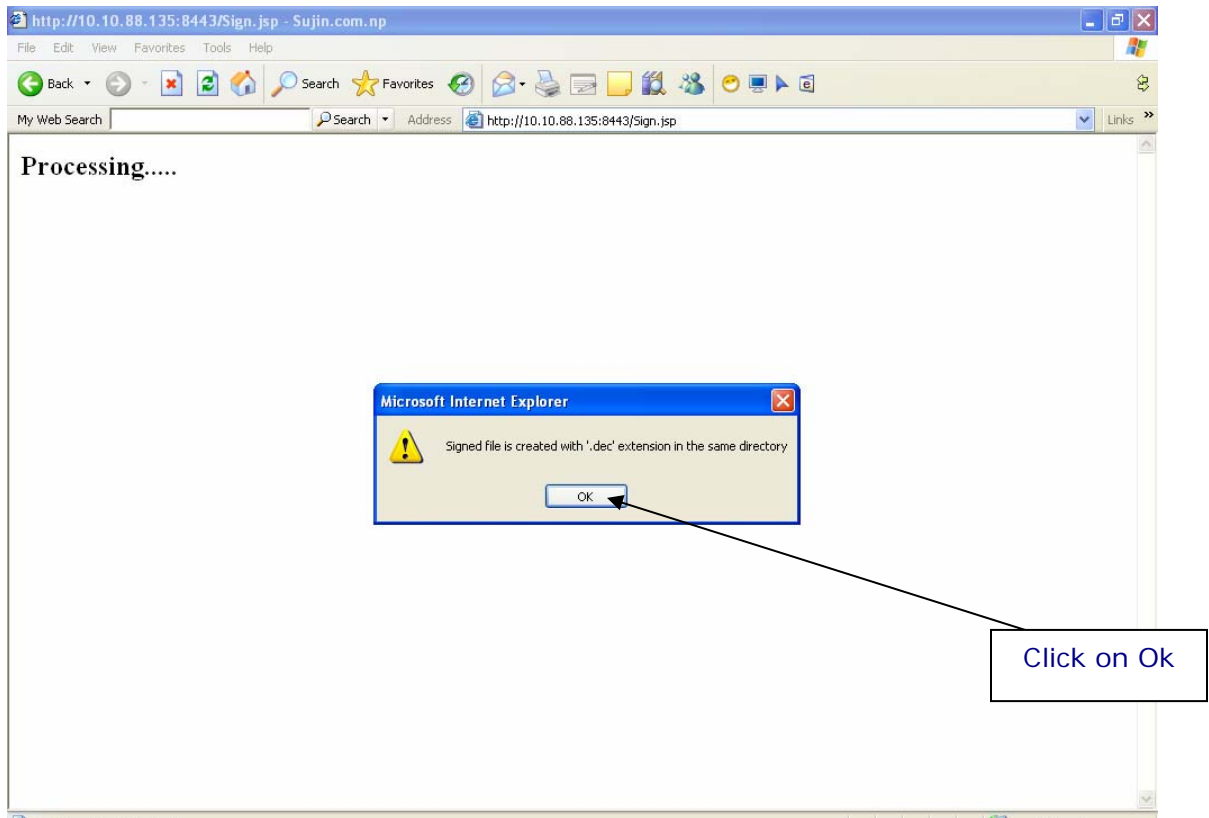 http://10.10.88.135:8443/Sign.jsp - Sujin.com.np
File Edit View Favorites Tools Help
Back Search Favorites
My Web Search Search Address http://10.10.88.135:8443/Sign.jsp Links »
Processing.....
Microsoft Internet Explorer
Signed file is created with '.dec' extension in the same directory
OK
Click on Ok